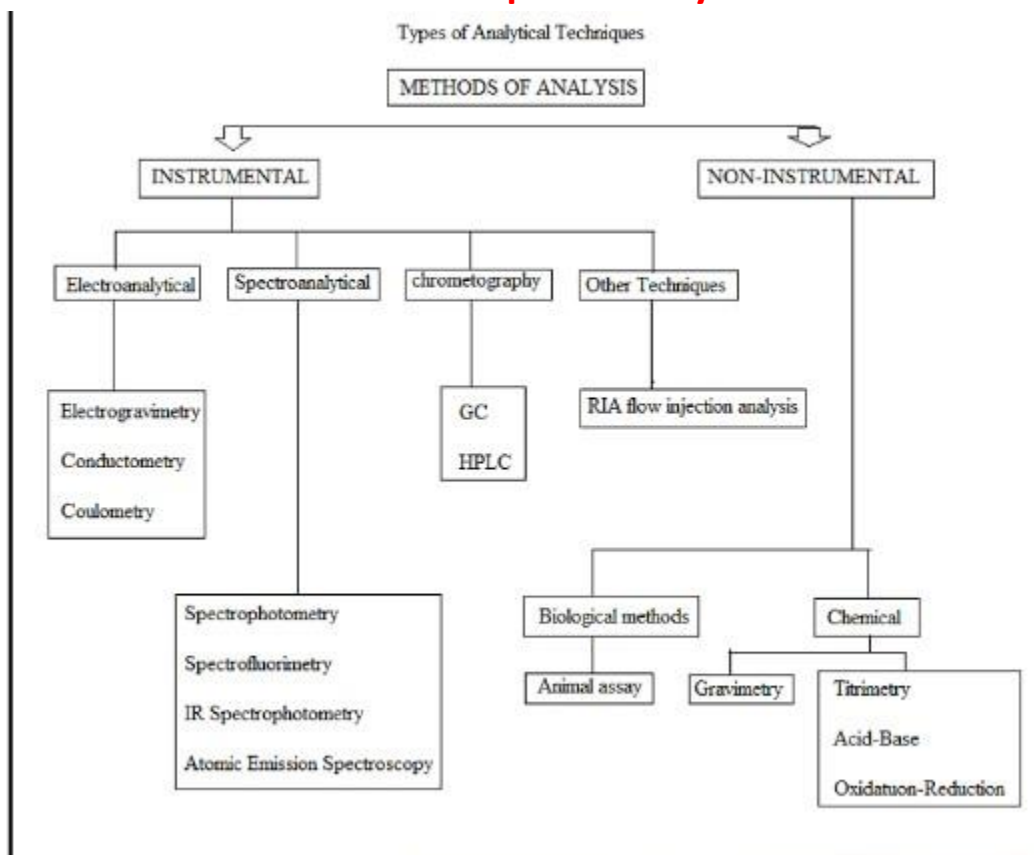 Types of Analytical Techniques
METHODS OF ANALYSIS
INSTRUMENTAL
NON-INSTRUMENTAL
Electroanalytical
Spectroanalytical
chrometography
Other Techniques
Electrogravimetry
Conductometry
Coulometry
GC
HPLC
RIA flow injection analysis
Spectrophotometry
Spectrofluorimetry
IR Spectrophotometry
Atomic Emission Spectroscopy
Biological methods
Chemical
Animal assay
Gravimetry
Titrimetry
Acid-Base
Oxidatuon-Reduction